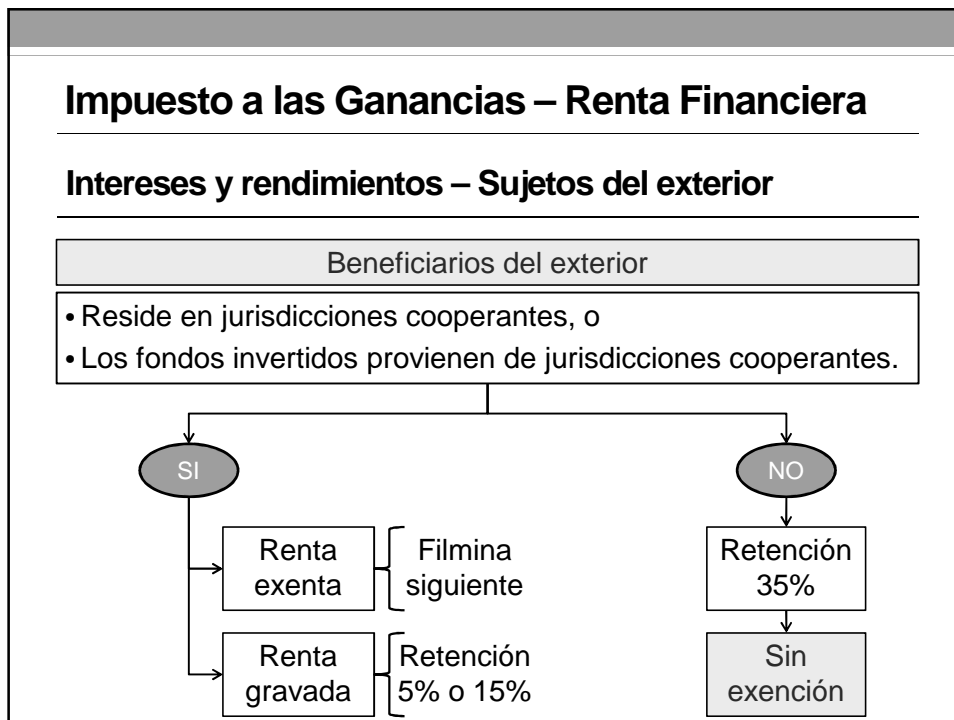 Impuesto a las Ganancias – Renta Financiera
Intereses y rendimientos – Sujetos del exterior
Beneficiarios del exterior
• Reside en jurisdicciones cooperantes, o
• Los fondos invertidos provienen de jurisdicciones cooperantes.
SI
NO
Renta
exenta
Filmina
siguiente
Retención
35%
Renta
gravada
Retención
5% o 15%
Sin
exención